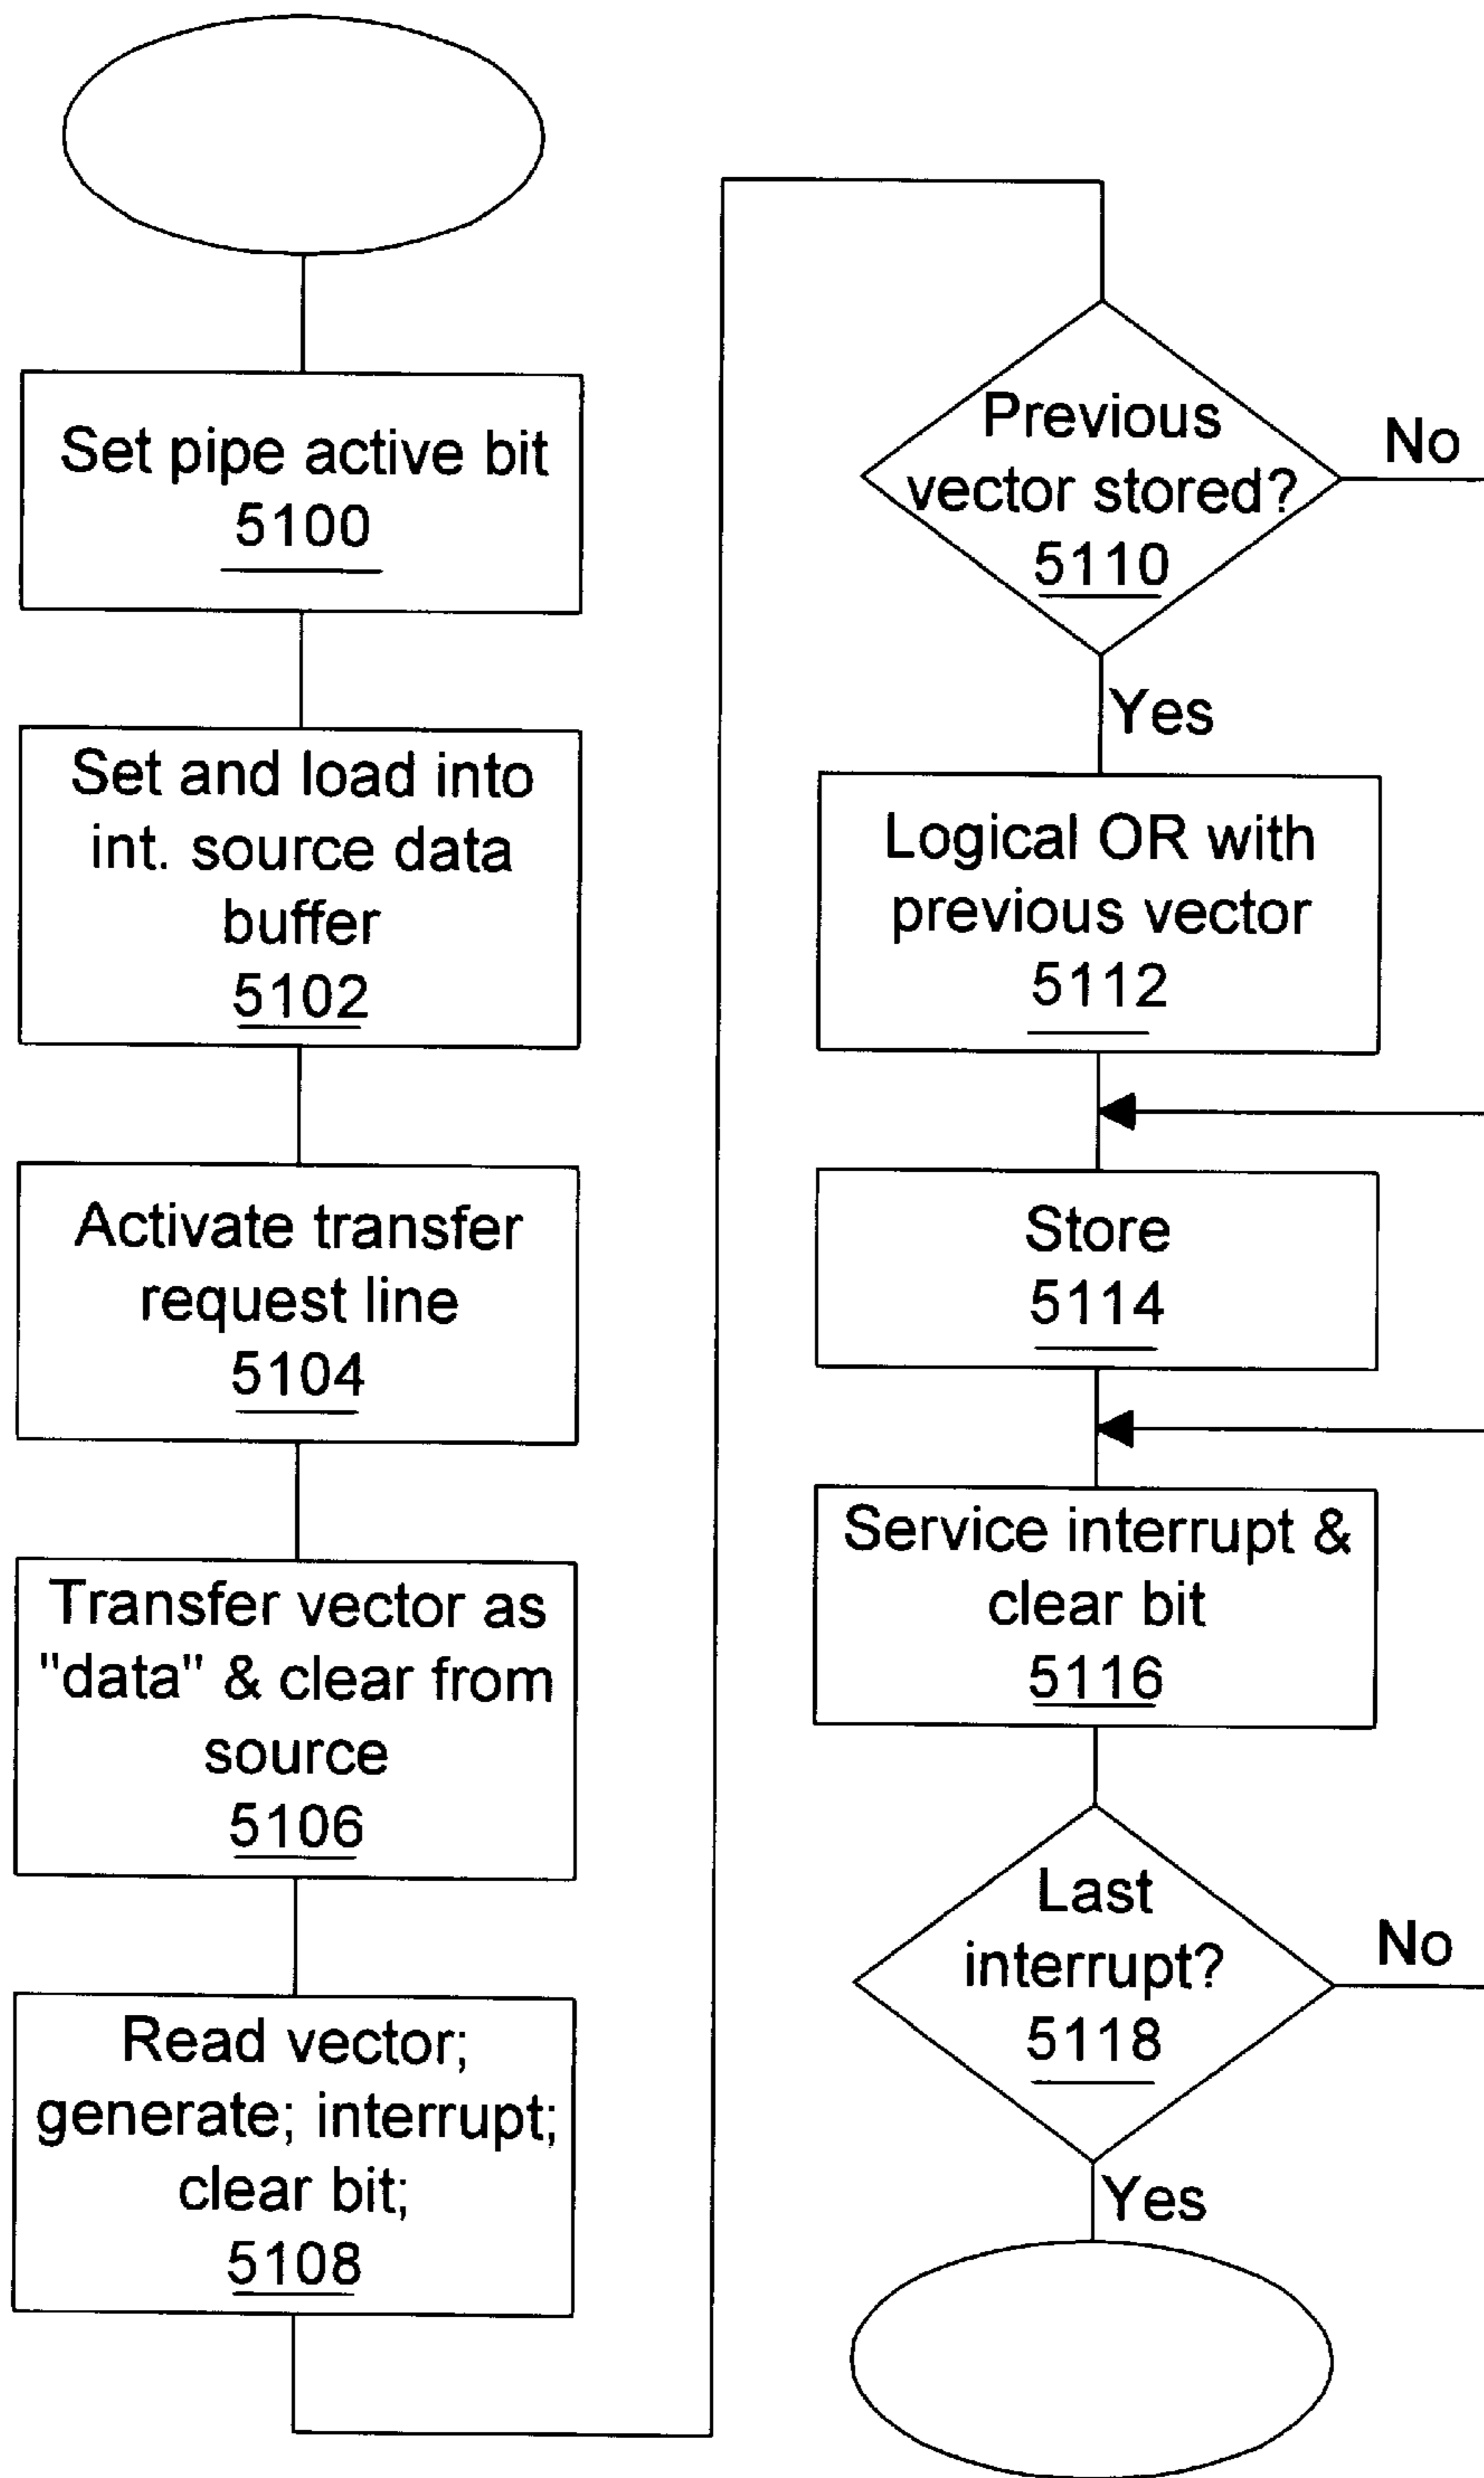 Set pipe active bit
5100
Set and load into
int. source data
buffer
5102
Activate transfer
request line
5104
Transfer vector as
"data" & clear from
source
5106
Read vector;
generate; interrupt;
clear bit;
5108
Previous
vector stored?
5110
No
Yes
Logical OR with
previous vector
5112
Store
5114
Service interrupt &
clear bit
5116
Last
interrupt?
5118
No
Yes